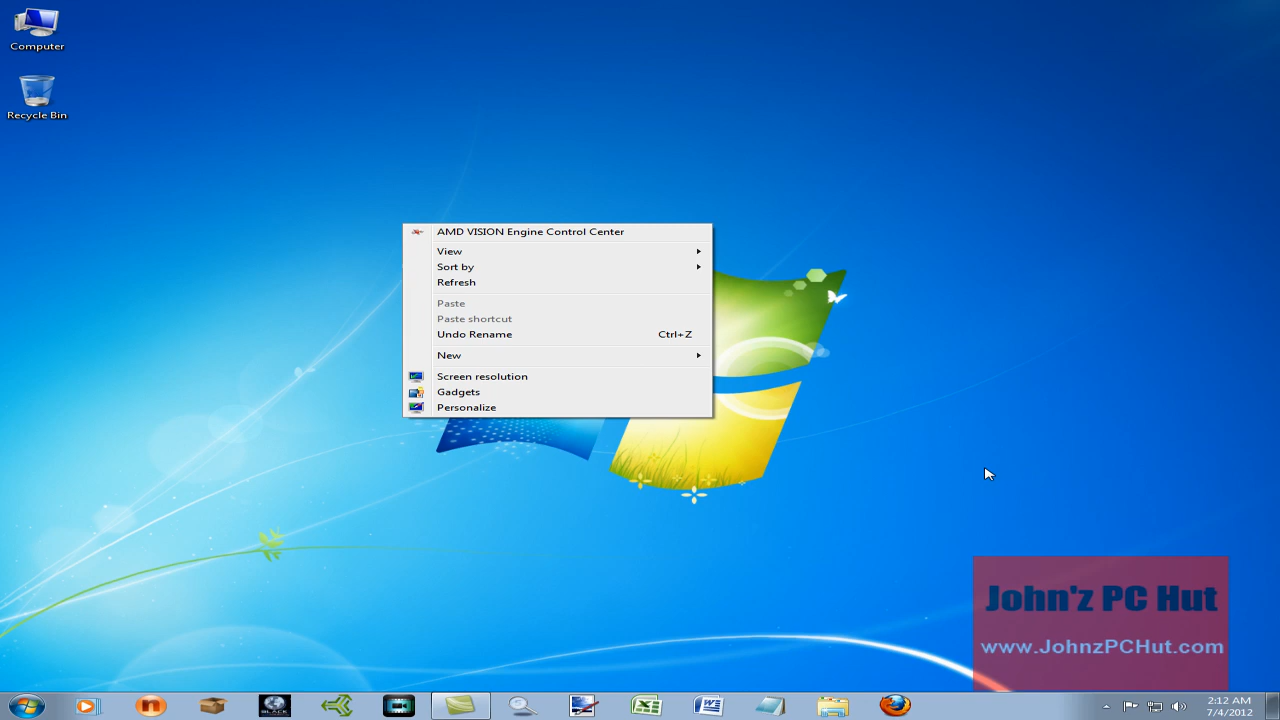 Computer
Recycle Bin
AMD VISION Engine Control Center
View
Sort by
Refresh
Paste
Paste shortcut
Undo Rename Ctrl+Z
New
Screen resolution
Gadgets
Personalize
John'z PC Hut
www.JohnzPCHut.com
BLACK
2:12 AM
7/4/2012